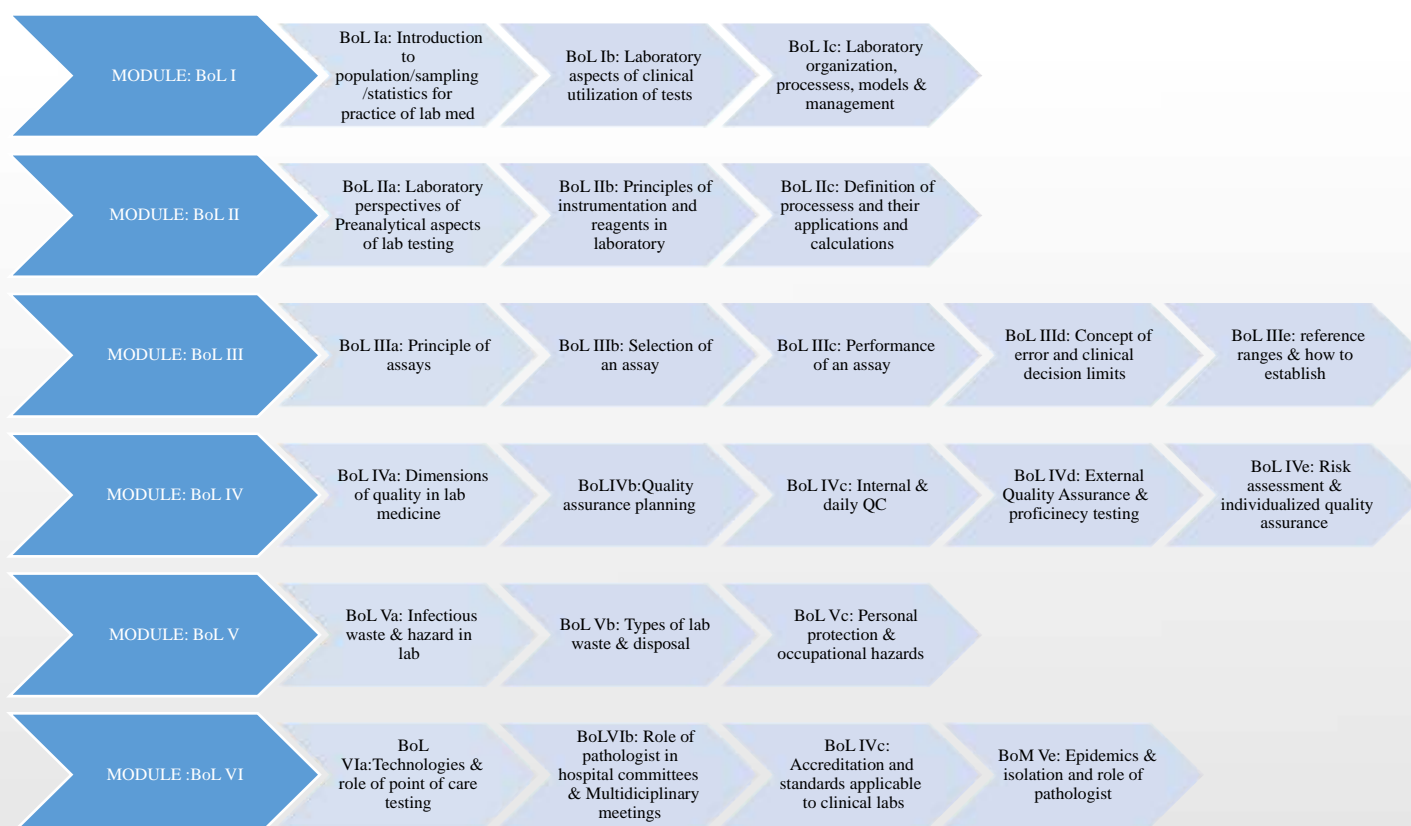 MODULE: BoL I
BoL Ia: Introduction
to
population/sampling
/statistics for
practice of lab med
BoL Ib: Laboratory
aspects of clinical
utilization of tests
BoL Ic: Laboratory
organization,
processess, models &
management
MODULE: BoL II
BoL IIa: Laboratory
perspectives of
Preanalytical aspects
of lab testing
BoL IIb: Principles of
instrumentation and
reagents in
laboratory
BoL IIc: Definition of
processess and their
applications and
calculations
MODULE: BoL III
BoL IIIa: Principle of
assays
BoL IIIb: Selection of
an assay
BoL IIIc: Performance
of an assay
BoL IIId: Concept of
error and clinical
decision limits
BoL IIIe: reference
ranges & how to
establish
MODULE: BoL IV
BoL IVa: Dimensions
of quality in lab
medicine
BoLIVb:Quality
assurance planning
BoL IVc: Internal &
daily QC
BoL IVd: External
Quality Assurance &
proficinecy testing
BoL IVe: Risk
assessment &
individualized quality
assurance
MODULE: BoL V
BoL Va: Infectious
waste & hazard in
lab
BoL Vb: Types of lab
waste & disposal
BoL Vc: Personal
protection &
occupational hazards
MODULE :BoL VI
BoL
VIa:Technologies &
role of point of care
testing
BoLVIb: Role of
pathologist in
hospital committees
& Multidiciplinary
meetings
BoL IVc:
Accreditation and
standards applicable
to clinical labs
BoM Ve: Epidemics &
isolation and role of
pathologist